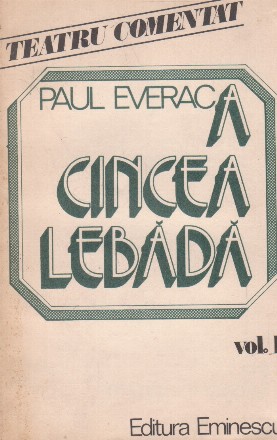 TEATRU COMENTAT
PAUL EVERAC
A
CINCEA
LEBĂDĂ
vol. I
Editura Eminescu